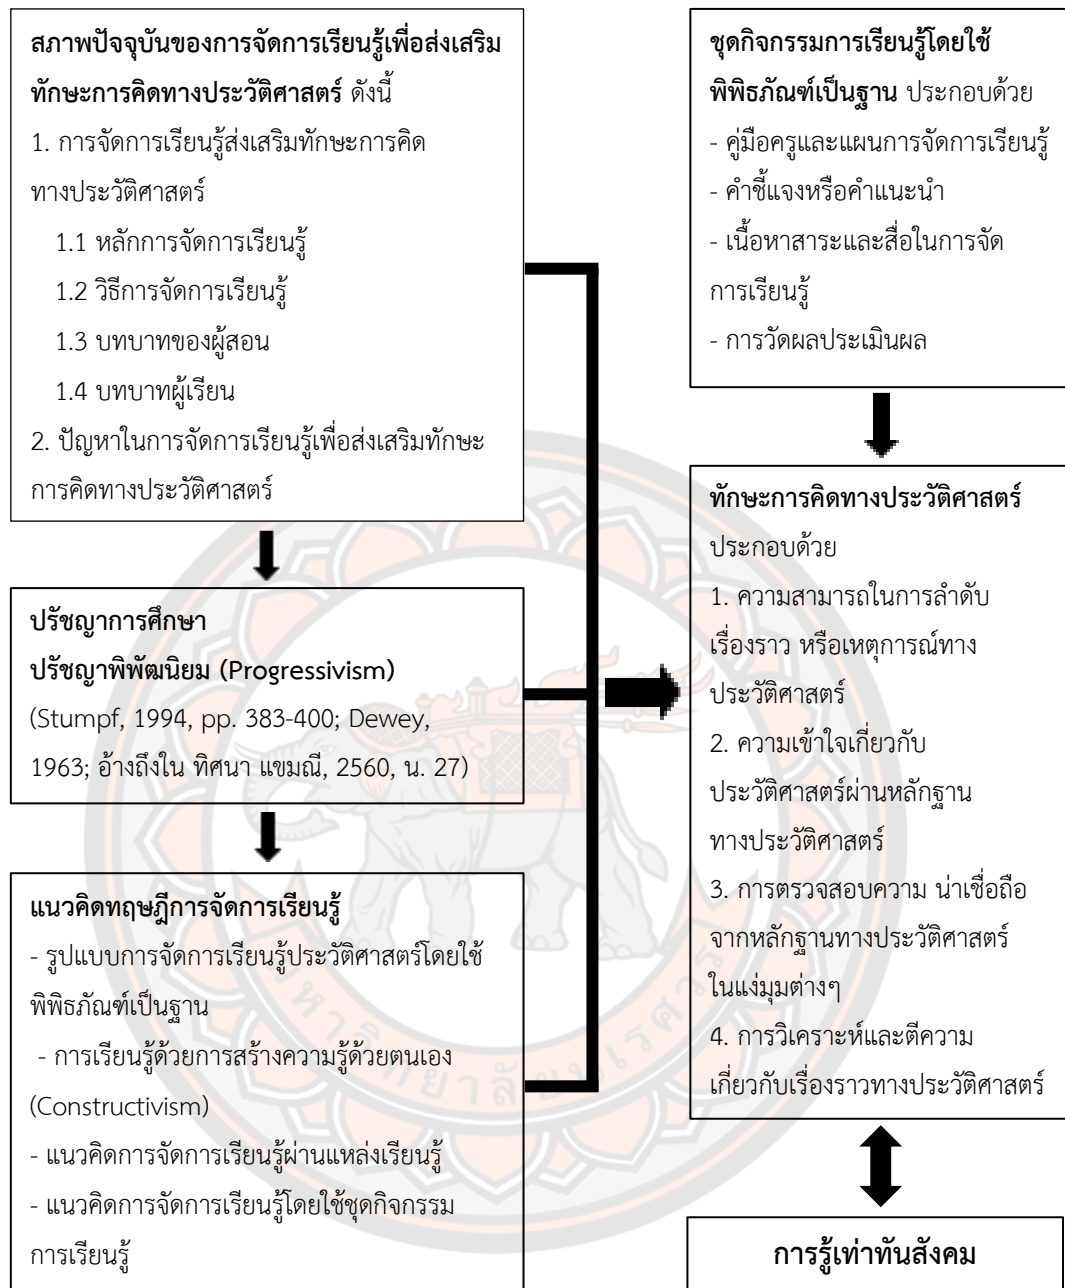 สภาพปัจจุบันของการจัดการเรียนรู้เพื่อส่งเสริม
ทักษะการคิดทางประวัติศาสตร์ ดังนี้
1. การจัดการเรียนรู้ส่งเสริมทักษะการคิด
ทางประวัติศาสตร์
1.1 หลักการจัดการเรียนรู้
1.2 วิธีการจัดการเรียนรู้
1.3 บทบาทของผู้สอน
1.4 บทบาทผู้เรียน
2. ปัญหาในการจัดการเรียนรู้เพื่อส่งเสริมทักษะ
การคิดทางประวัติศาสตร์
ปรัชญาการศึกษา
ปรัชญาพิพัฒนิยม (Progressivism)
(Stumpf, 1994, pp. 383-400; Dewey,
1963; อ้างถึงใน ทิศนา แขมณี, 2560, น. 27)
แนวคิดทฤษฎีการจัดการเรียนรู้
- รูปแบบการจัดการเรียนรู้ประวัติศาสตร์โดยใช้
พิพิธภัณฑ์เป็นฐาน
- การเรียนรู้ด้วยการสร้างความรู้ด้วยตนเอง
(Constructivism)
- แนวคิดการจัดการเรียนรู้ผ่านแหล่งเรียนรู้
- แนวคิดการจัดการเรียนรู้โดยใช้ชุดกิจกรรม
การเรียนรู้
ชุดกิจกรรมการเรียนรู้โดยใช้
พิพิธภัณฑ์เป็นฐาน ประกอบด้วย
- คู่มือครูและแผนการจัดการเรียนรู้
- คำชี้แจงหรือคำแนะนำ
- เนื้อหาสาระและสื่อในการจัด
การเรียนรู้
- การวัดผลประเมินผล
ทักษะการคิดทางประวัติศาสตร์
ประกอบด้วย
1. ความสามารถในการลำดับ
เรื่องราว หรือเหตุการณ์ทาง
ประวัติศาสตร์
2. ความเข้าใจเกี่ยวกับ
ประวัติศาสตร์ผ่านหลักฐาน
ทางประวัติศาสตร์
3. การตรวจสอบความ น่าเชื่อถือ
จากหลักฐานทางประวัติศาสตร์
ในแง่มุมต่างๆ
4. การวิเคราะห์และตีความ
เกี่ยวกับเรื่องราวทางประวัติศาสตร์
การรู้เท่าทันสังคม
มหาวิทยาลัยนเรศวร